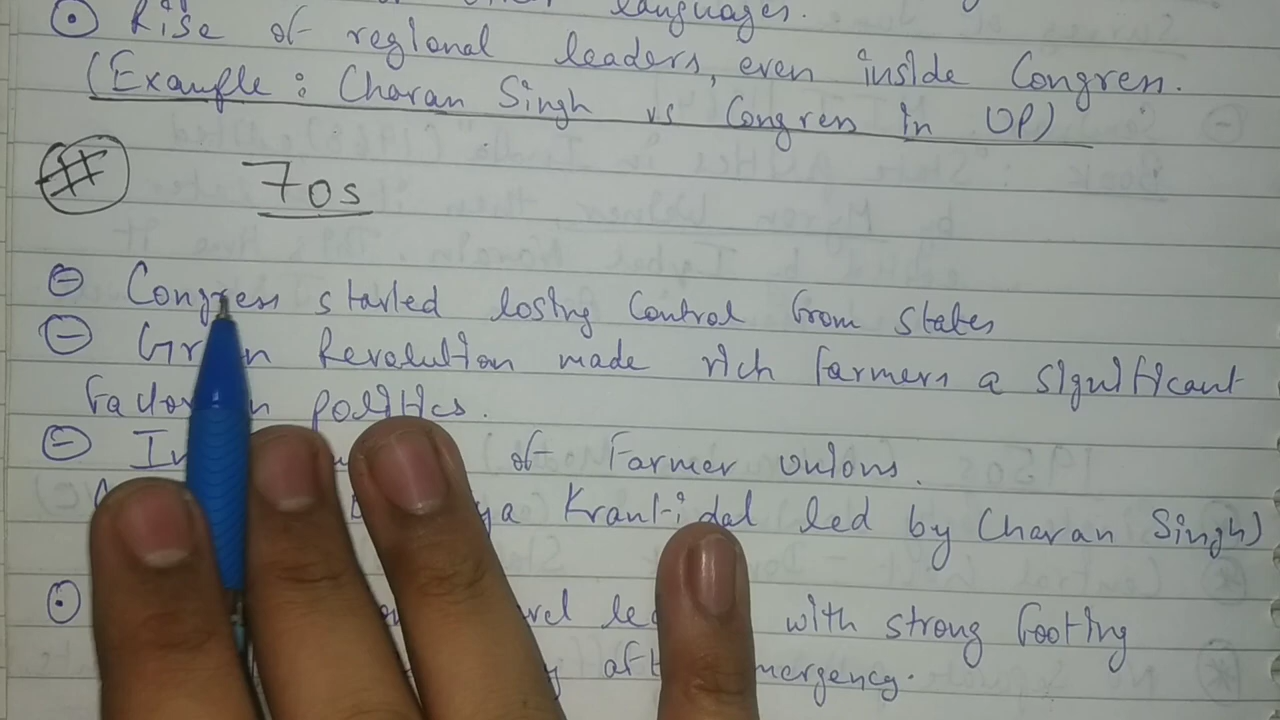 languages.
Rise of regional leaders, even inside Congress.
(Example : Charan Singh vs Congress in UP)
# 70s
Congress started losing control from states
Green Revolution made rich farmers a significant
factor in politics.
of Farmer unions.
Kranti dal led by Charan Singh)
with strong footing
after emergency.